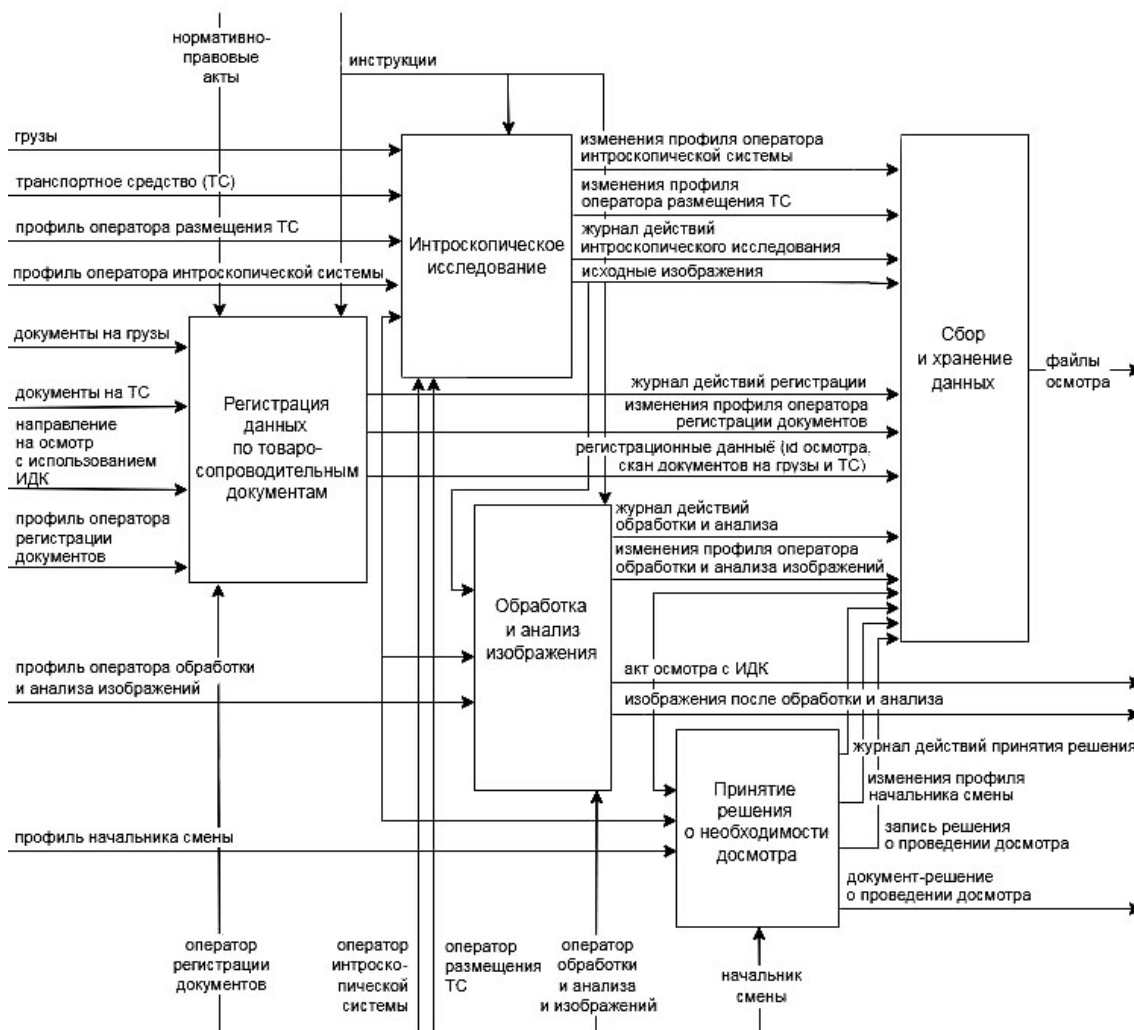 нормативно-
правовые
акты
инструкции
грузы
транспортное средство (ТС)
профиль оператора размещения ТС
профиль оператора интроскопической системы
Интроскопическое
исследование
изменения профиля оператора
интроскопической системы
изменения профиля
оператора размещения ТС
журнал действий
интроскопического исследования
исходные изображения
Сбор
и хранение
данных
файлы
осмотра
документы на грузы
документы на ТС
направление
на осмотр
с использованием
ИДК
профиль оператора
регистрации
документов
Регистрация
данных
по товаро-
сопроводительным
документам
журнал действий регистрации
изменения профиля оператора
регистрации документов
регистрационные данные (id осмотра,
скан документов на грузы и ТС)
журнал действий
обработки и анализа
изменения профиля оператора
обработки и анализа изображений
Обработка
и анализ
изображения
профиль оператора обработки
и анализа изображений
акт осмотра с ИДК
изображения после обработки и анализа
Принятие
решения
о необходимости
досмотра
журнал действий принятия решения
изменения профиля
начальника смены
запись решения
о проведении досмотра
документ-решение
о проведении досмотра
профиль начальника смены
оператор
регистрации
документов
оператор
интроско-
пической
системы
оператор
размещения
ТС
оператор
обработки
и анализа
и изображений
начальник
смены